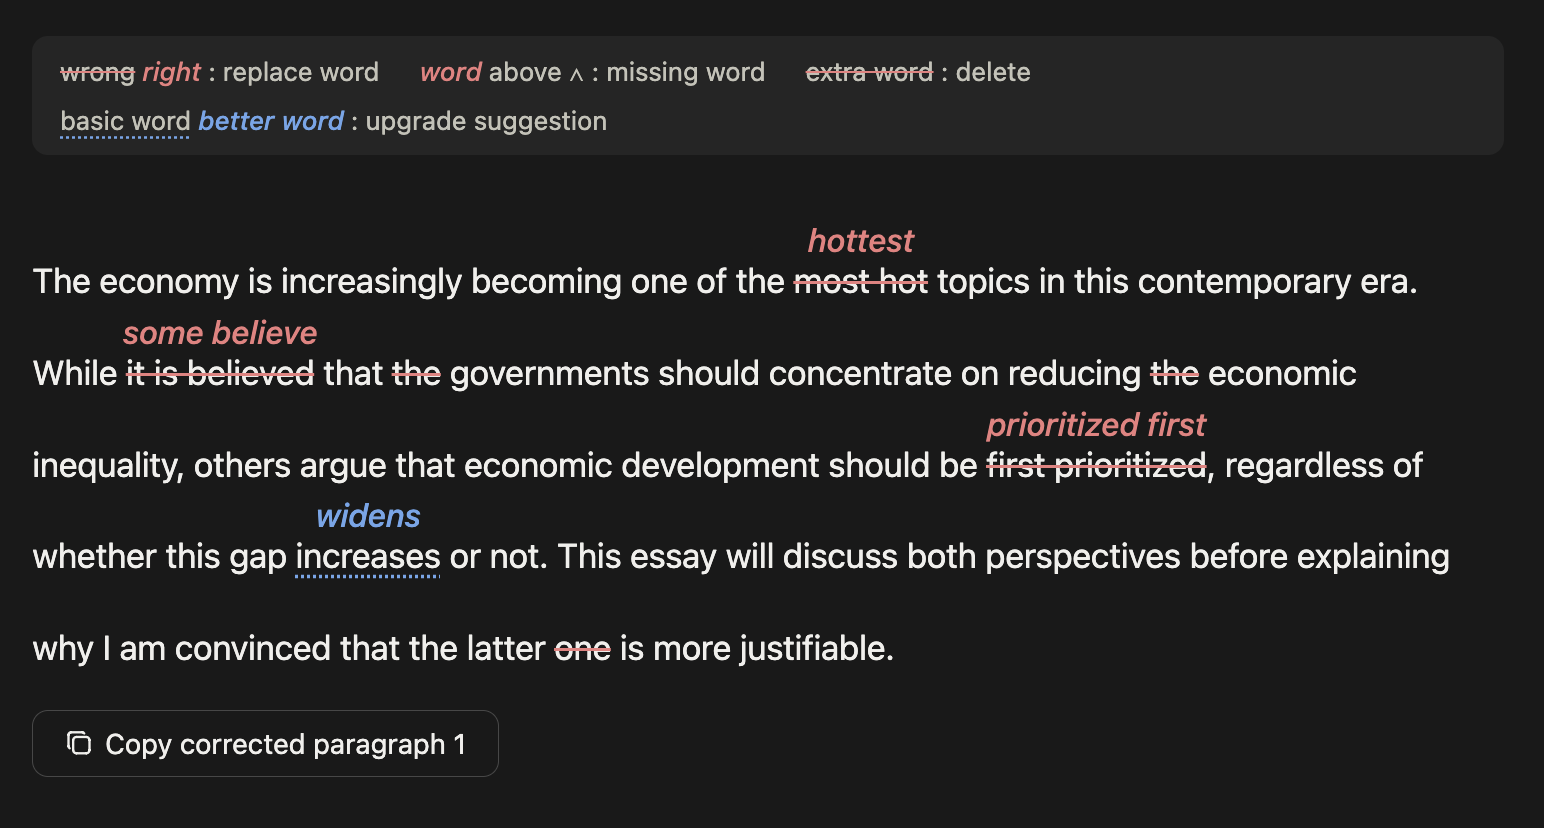 wrong right : replace word word above ∧ : missing word extra word : delete
basic word better word : upgrade suggestion
hottest
The economy is increasingly becoming one of the most hot topics in this contemporary era.
some believe
While it is believed that the governments should concentrate on reducing the economic
prioritized first
inequality, others argue that economic development should be first prioritized, regardless of
widens
whether this gap increases or not. This essay will discuss both perspectives before explaining
why I am convinced that the latter one is more justifiable.
Copy corrected paragraph 1